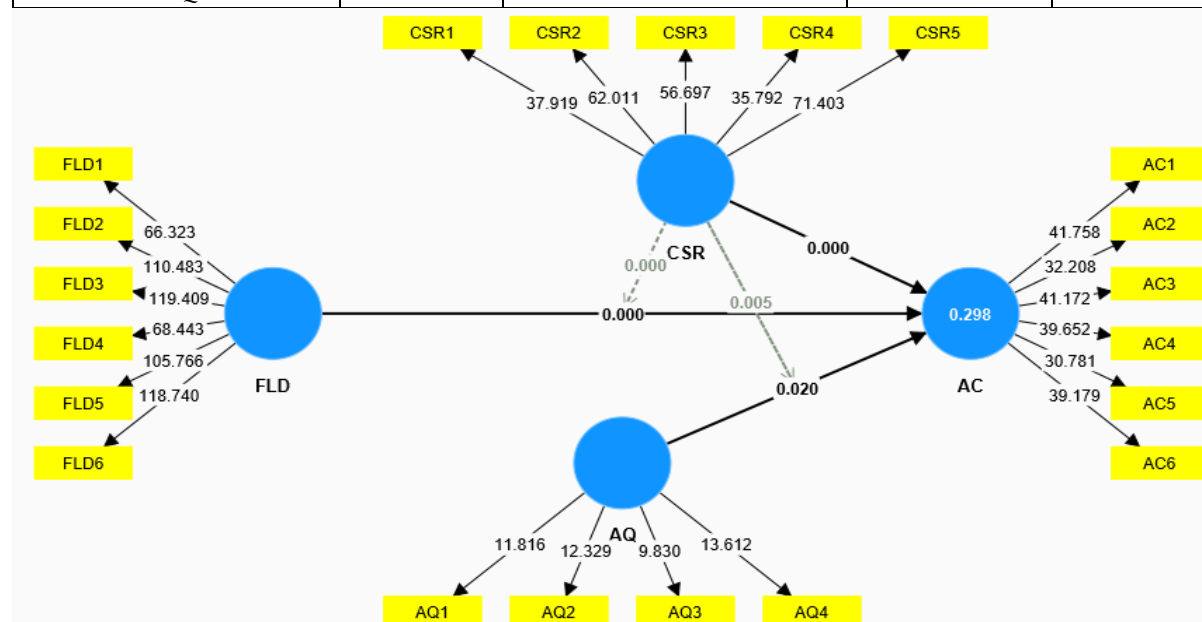 CSR1 CSR2 CSR3 CSR4 CSR5
37.919 62.011 56.697 35.792 71.403
FLD1
FLD2
FLD3
FLD4
FLD5
FLD6
66.323
110.483
119.409
68.443
105.766
118.740
FLD
CSR
0.000
0.005
0.000
0.000
0.020
AQ
11.816 12.329 9.830 13.612
AQ1 AQ2 AQ3 AQ4
0.298
AC
41.758
32.208
41.172
39.652
30.781
39.179
AC1
AC2
AC3
AC4
AC5
AC6